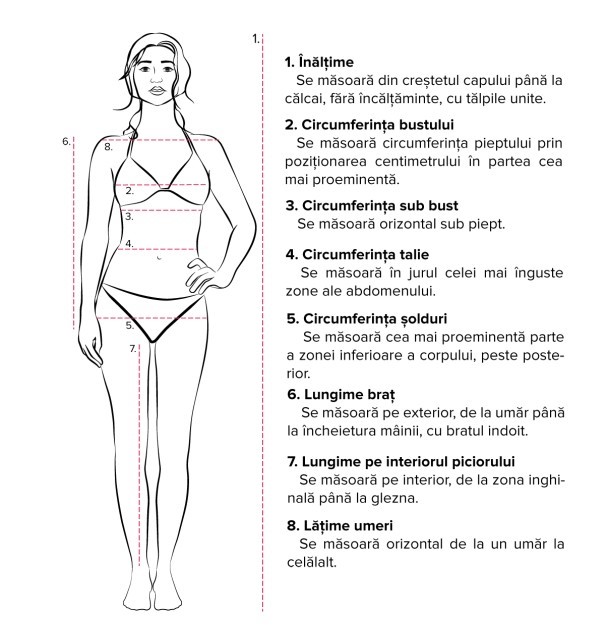 1.
6.
8.
2.
3.
4.
5.
7.
1. Înălțime
Se măsoară din creștetul capului până la
călcai, fără încălțăminte, cu tălpile unite.
2. Circumferința bustului
Se măsoară circumferința pieptului prin
poziționarea centimetrului în partea cea
mai proeminentă.
3. Circumferința sub bust
Se măsoară orizontal sub piept.
4. Circumferința talie
Se măsoară în jurul celei mai înguste
zone ale abdomenului.
5. Circumferința șolduri
Se măsoară cea mai proeminentă parte
a zonei inferioare a corpului, peste poste-
rior.
6. Lungime braț
Se măsoară pe exterior, de la umăr până
la încheietura mâinii, cu bratul indoit.
7. Lungime pe interiorul piciorului
Se măsoară pe interior, de la zona inghi-
nală până la glezna.
8. Lățime umeri
Se măsoară orizontal de la un umăr la
celălalt.